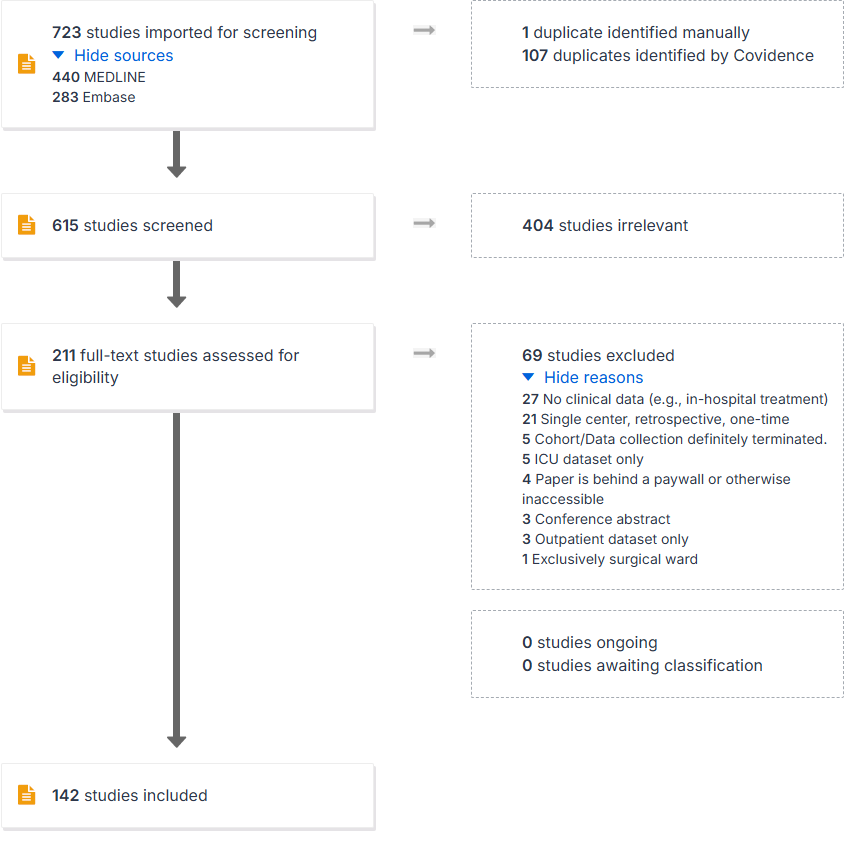 723 studies imported for screening
Hide sources
440 MEDLINE
283 Embase
1 duplicate identified manually
107 duplicates identified by Covidence
615 studies screened
404 studies irrelevant
211 full-text studies assessed for
eligibility
69 studies excluded
Hide reasons
27 No clinical data (e.g., in-hospital treatment)
21 Single center, retrospective, one-time
5 Cohort/Data collection definitely terminated.
5 ICU dataset only
4 Paper is behind a paywall or otherwise
inaccessible
3 Conference abstract
3 Outpatient dataset only
1 Exclusively surgical ward
0 studies ongoing
0 studies awaiting classification
142 studies included